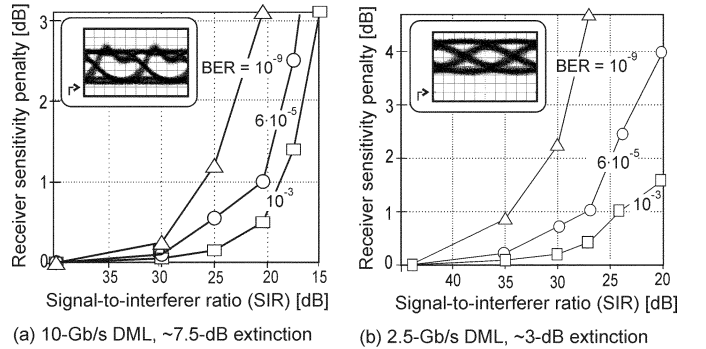 Receiver sensitivity penalty [dB]
3
2
1
0
BER = 10-9
6·10-5
10-3
35 30 25 20 15
Signal-to-interferer ratio (SIR) [dB]
(a) 10-Gb/s DML, ~7.5-dB extinction
Receiver sensitivity penalty [dB]
4
3
2
1
0
BER = 10-9
6·10-5
10-3
40 35 30 25 20
Signal-to-interferer ratio (SIR) [dB]
(b) 2.5-Gb/s DML, ~3-dB extinction